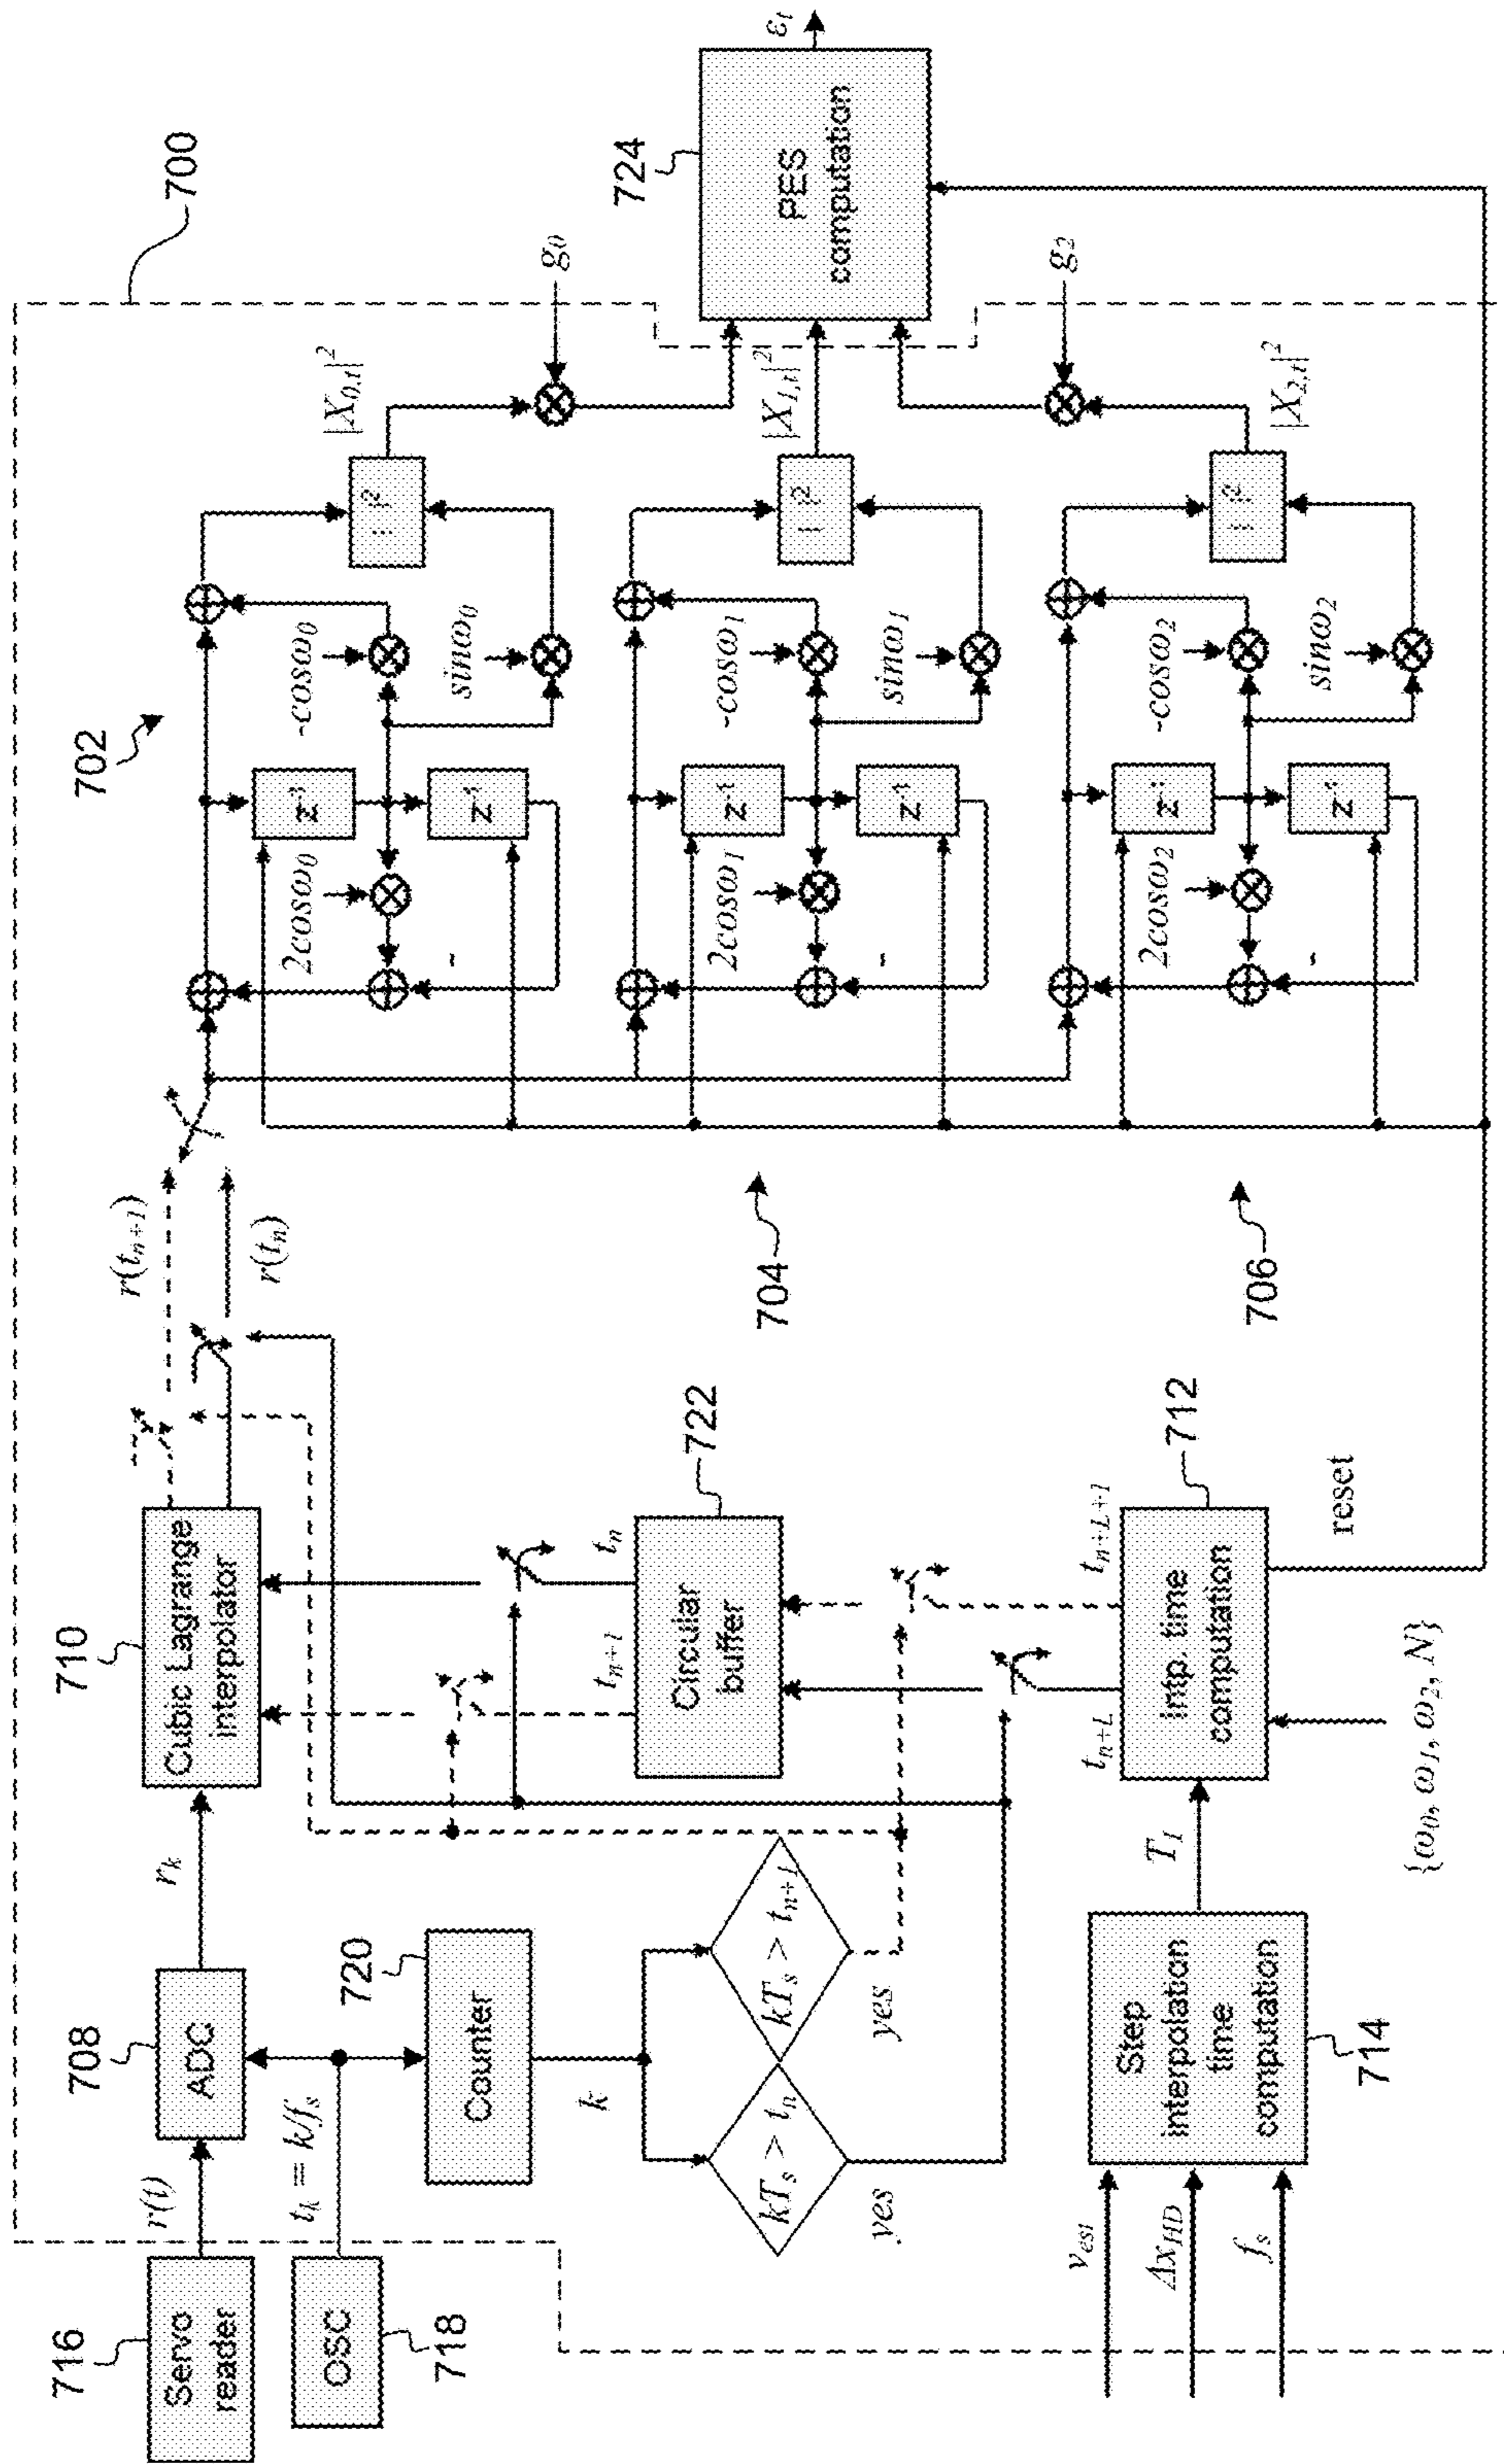 700
716
Servo
reader
r(t)
708
ADC
r_k
710
Cubic Lagrange
interpolator
r(t_{n+1})
r(t_n)
OSC
718
t_k = k/f_s
720
Counter
k
kT_s > t_n
yes
kT_s > t_{n+1}
yes
t_{n+1}
t_n
722
Circular
buffer
v_{est}
Δx_{HD}
f_s
Step
interpolation
time
computation
714
T_I
t_{n+L}
t_{n+L+1}
712
Intp. time
computation
{ω_0, ω_1, ω_2, N}
reset
702
2cosω_0
z^{-1}
z^{-1}
-
-cosω_0
sinω_0
| |^2
|X_{0,t}|^2
g_0
704
2cosω_1
z^{-1}
z^{-1}
-
-cosω_1
sinω_1
| |^2
|X_{1,t}|^2
706
2cosω_2
z^{-1}
z^{-1}
-
-cosω_2
sinω_2
| |^2
|X_{2,t}|^2
g_2
724
PES
computation
ε_t